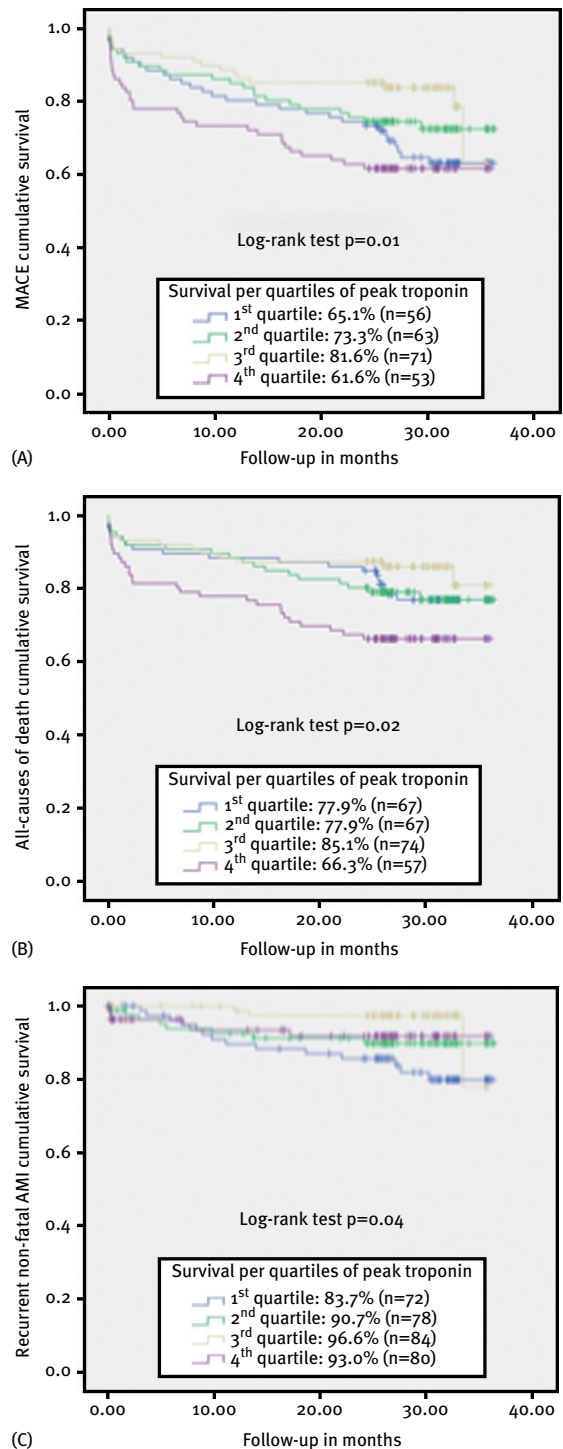 MACE cumulative survival
1.0
0.8
0.6
0.4
0.2
0.0
Log-rank test p=0.01
Survival per quartiles of peak troponin
1st quartile: 65.1% (n=56)
2nd quartile: 73.3% (n=63)
3rd quartile: 81.6% (n=71)
4th quartile: 61.6% (n=53)
0.00 10.00 20.00 30.00 40.00
Follow-up in months
(A)
All-causes of death cumulative survival
1.0
0.8
0.6
0.4
0.2
0.0
Log-rank test p=0.02
Survival per quartiles of peak troponin
1st quartile: 77.9% (n=67)
2nd quartile: 77.9% (n=67)
3rd quartile: 85.1% (n=74)
4th quartile: 66.3% (n=57)
0.00 10.00 20.00 30.00 40.00
Follow-up in months
(B)
Recurrent non-fatal AMI cumulative survival
1.0
0.8
0.6
0.4
0.2
0.0
Log-rank test p=0.04
Survival per quartiles of peak troponin
1st quartile: 83.7% (n=72)
2nd quartile: 90.7% (n=78)
3rd quartile: 96.6% (n=84)
4th quartile: 93.0% (n=80)
0.00 10.00 20.00 30.00 40.00
Follow-up in months
(C)